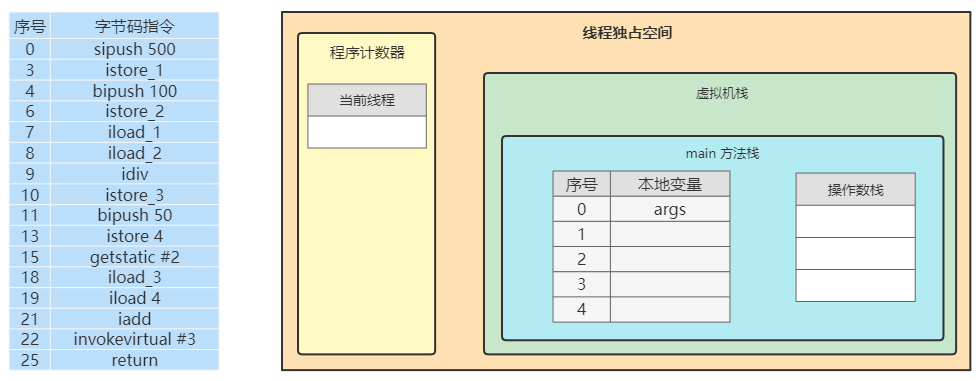 序号 字节码指令
0 sipush 500
3 istore_1
4 bipush 100
6 istore_2
7 iload_1
8 iload_2
9 idiv
10 istore_3
11 bipush 50
13 istore 4
15 getstatic #2
18 iload_3
19 iload 4
21 iadd
22 invokevirtual #3
25 return
线程独占空间
程序计数器
当前线程
虚拟机栈
main 方法栈
序号 本地变量
0 args
1
2
3
4
操作数栈